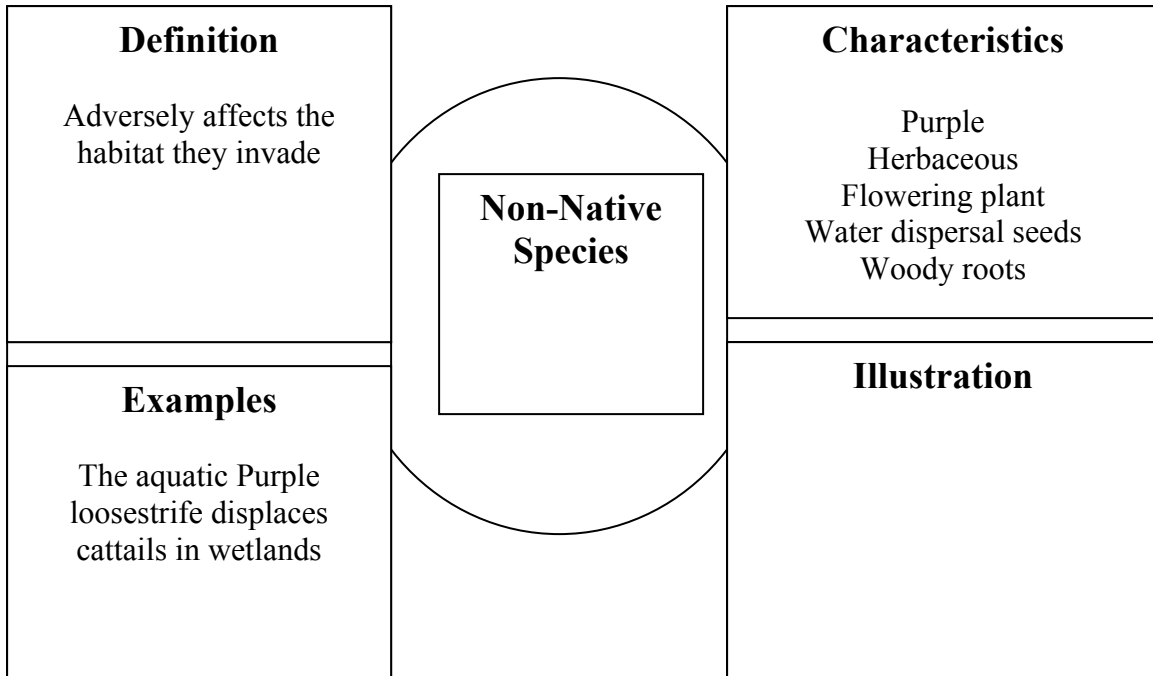 Definition
Adversely affects the
habitat they invade
Characteristics
Purple
Herbaceous
Flowering plant
Water dispersal seeds
Woody roots
Non-Native
Species
Examples
The aquatic Purple
loosestrife displaces
cattails in wetlands
Illustration